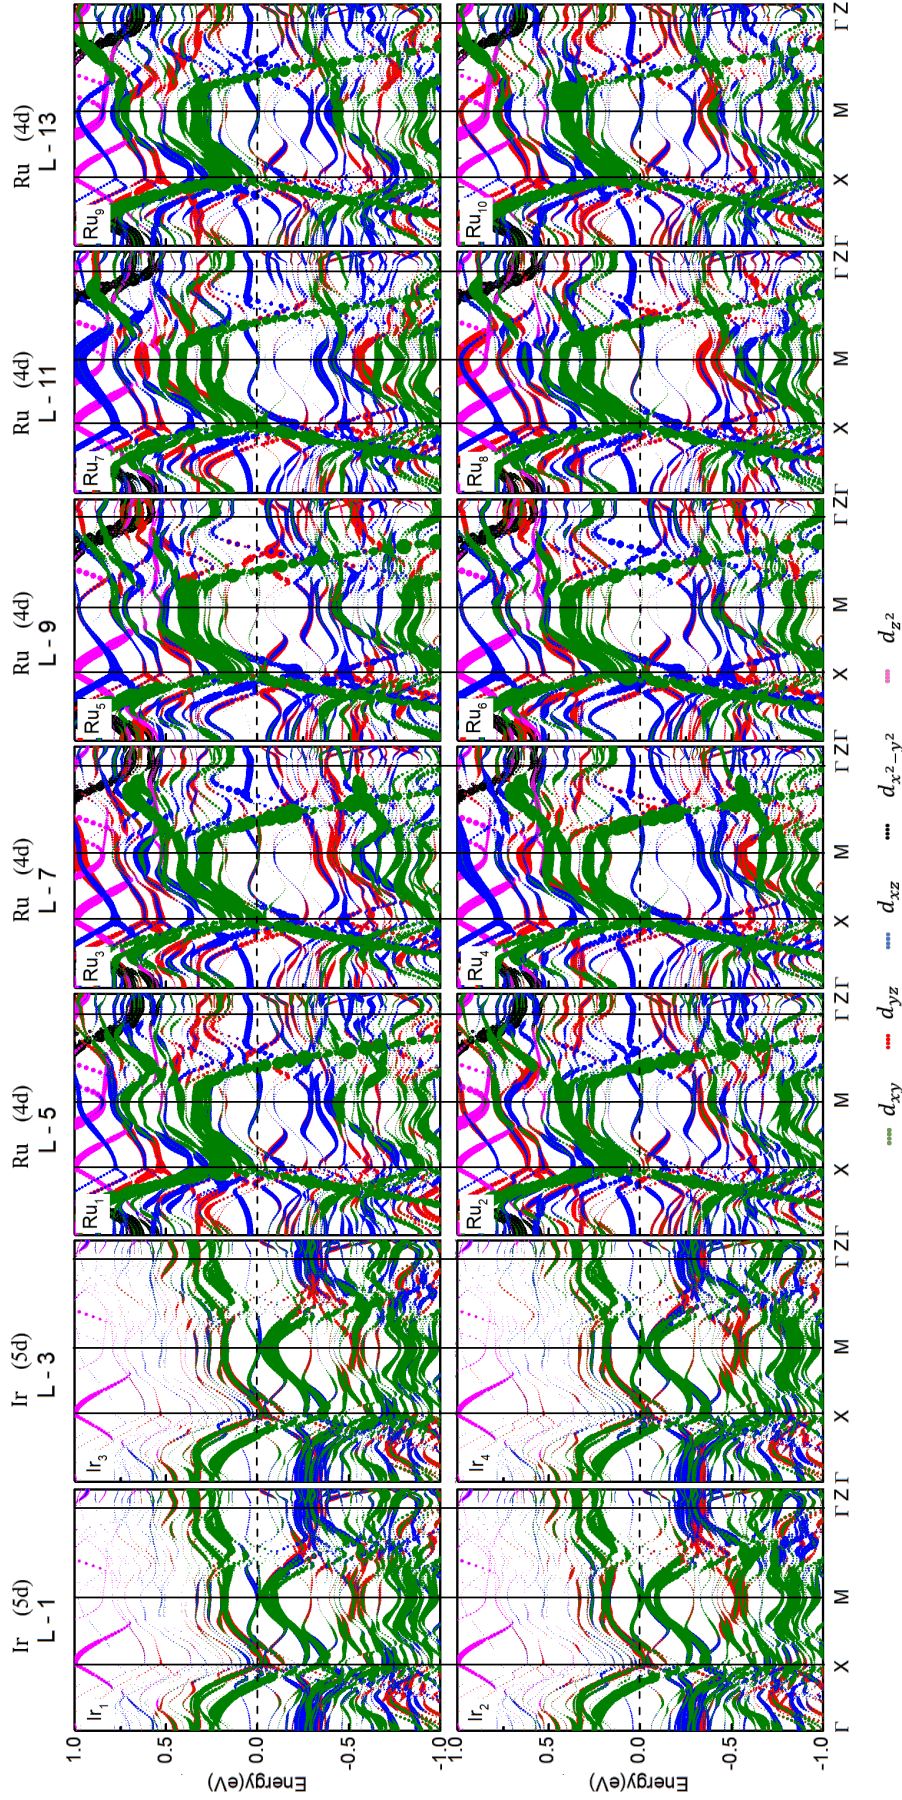 Ir (5d) Ir (5d) Ru (4d) Ru (4d) Ru (4d) Ru (4d) Ru (4d)
L - 1 L - 3 L - 5 L - 7 L - 9 L - 11 L - 13
Ir1 Ir3 Ru1 Ru3 Ru5 Ru7 Ru9
1.0
0.5
0.0
-0.5
-1.0
Energy(eV)
Ir2 Ir4 Ru2 Ru4 Ru6 Ru8 Ru10
1.0
0.5
0.0
-0.5
-1.0
Energy(eV)
Γ X M Γ Z Γ X M Γ Z Γ X M Γ Z Γ X M Γ Z Γ X M Γ Z Γ X M Γ Z Γ X M Γ Z
dxy dyz dxz dx²−y² dz²